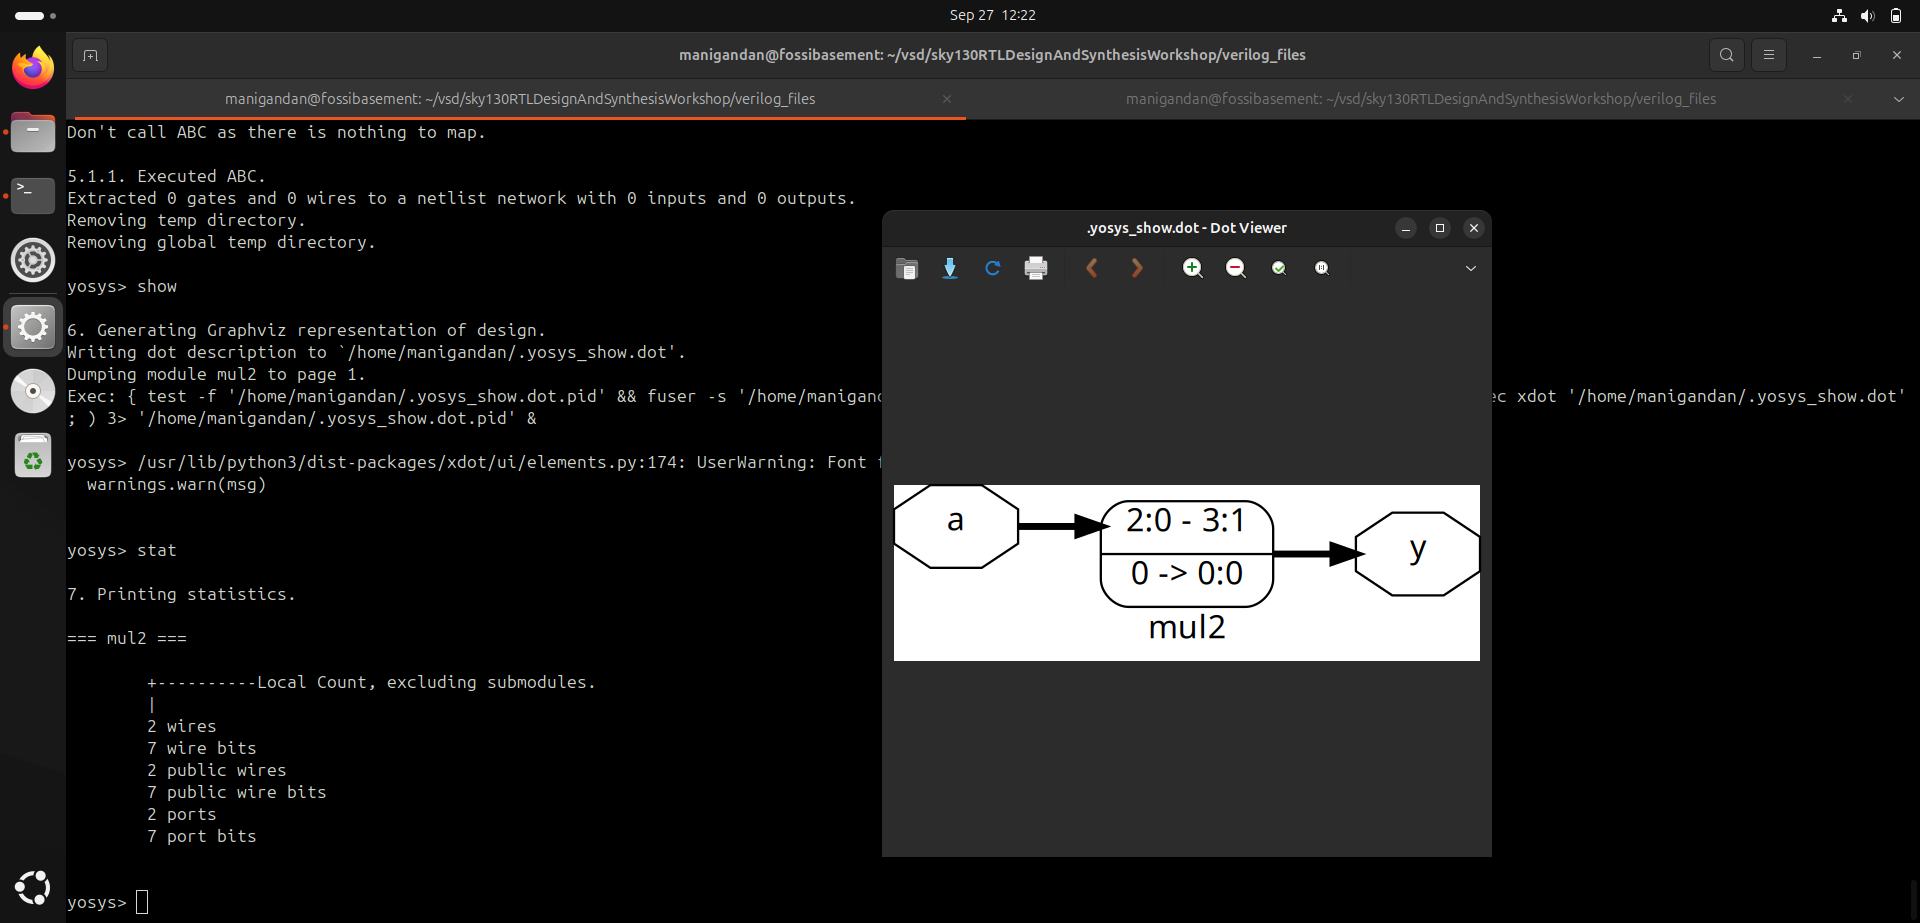 Sep 27 12:22
manigandan@fossibasement: ~/vsd/sky130RTLDesignAndSynthesisWorkshop/verilog_files
manigandan@fossibasement: ~/vsd/sky130RTLDesignAndSynthesisWorkshop/verilog_files
manigandan@fossibasement: ~/vsd/sky130RTLDesignAndSynthesisWorkshop/verilog_files
Don't call ABC as there is nothing to map.
5.1.1. Executed ABC.
Extracted 0 gates and 0 wires to a netlist network with 0 inputs and 0 outputs.
Removing temp directory.
Removing global temp directory.
yosys> show
6. Generating Graphviz representation of design.
Writing dot description to `/home/manigandan/.yosys_show.dot'.
Dumping module mul2 to page 1.
Exec: { test -f '/home/manigandan/.yosys_show.dot.pid' && fuser -s '/home/manigand ec xdot '/home/manigandan/.yosys_show.dot'
; ) 3> '/home/manigandan/.yosys_show.dot.pid' &
yosys> /usr/lib/python3/dist-packages/xdot/ui/elements.py:174: UserWarning: Font
warnings.warn(msg)
yosys> stat
7. Printing statistics.
=== mul2 ===
+----------Local Count, excluding submodules.
|
2 wires
7 wire bits
2 public wires
7 public wire bits
2 ports
7 port bits
yosys>
.yosys_show.dot - Dot Viewer
a
2:0 - 3:1
0 -> 0:0
mul2
y